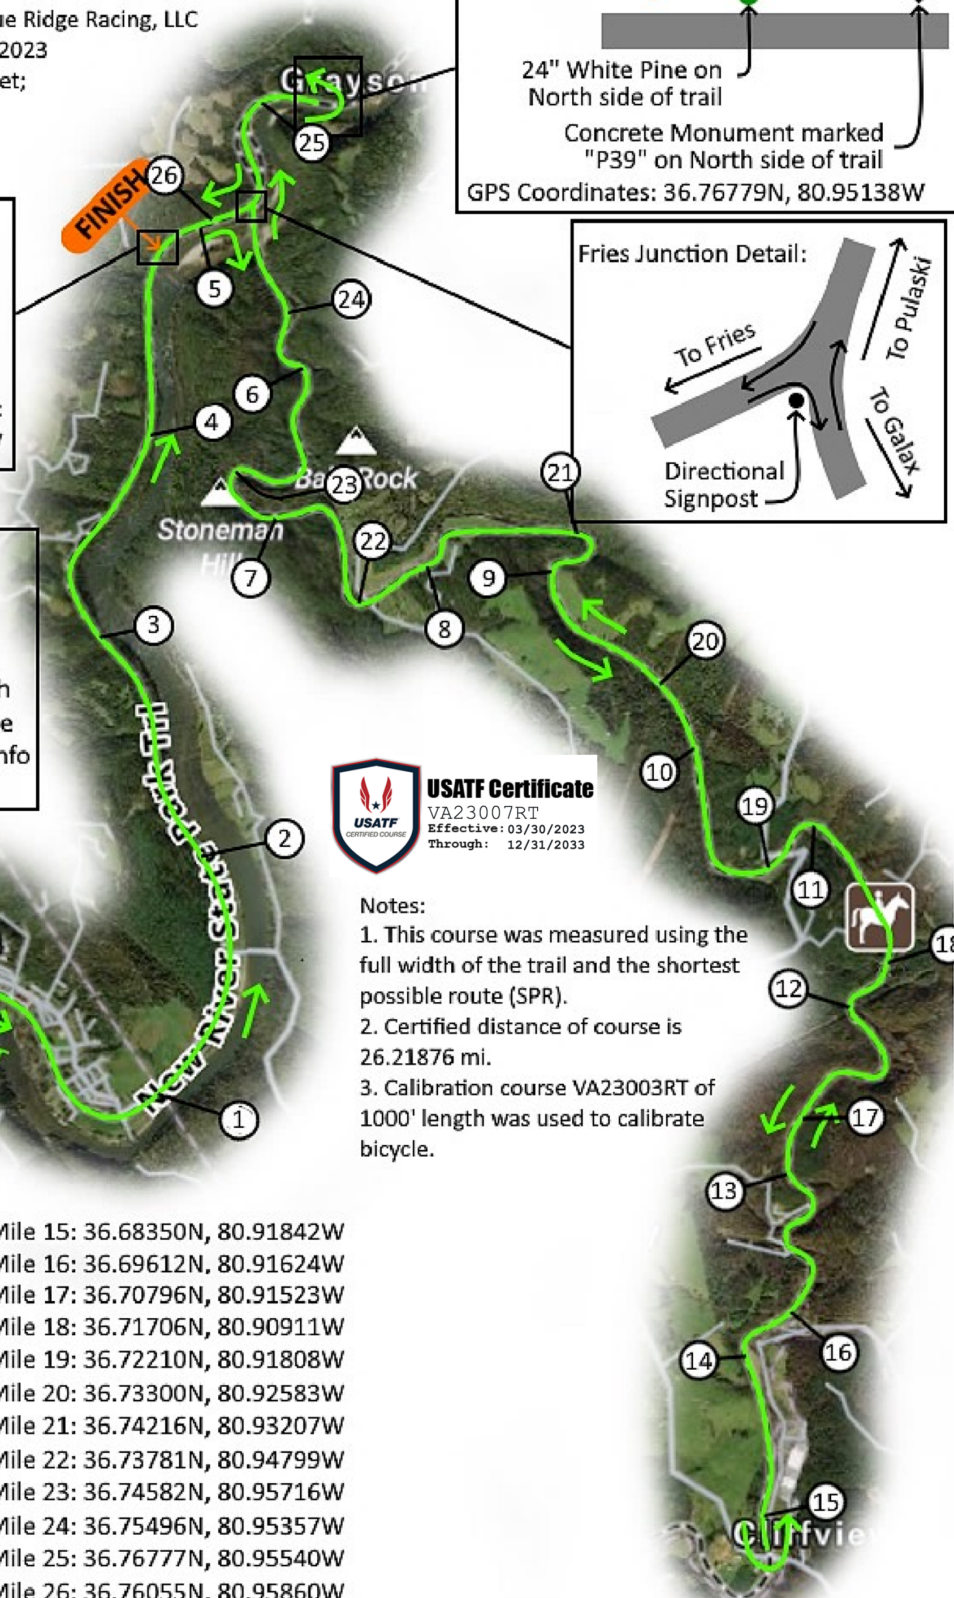 ue Ridge Racing, LLC
2023
et;
24" White Pine on
North side of trail
Concrete Monument marked
"P39" on North side of trail
GPS Coordinates: 36.76779N, 80.95138W
Grayson
25
26
FINISH
5
24
6
4
Fries Junction Detail:
To Fries
To Pulaski
To Galax
Directional
Signpost
21
23
Stoneman
Hill
22
7
9
8
3
20
10
h
e
nfo
New River State Park Trl
USATF
CERTIFIED COURSE
USATF Certificate
VA23007RT
Effective: 03/30/2023
Through: 12/31/2033
19
2
11
18
12
Notes:
1. This course was measured using the
full width of the trail and the shortest
possible route (SPR).
2. Certified distance of course is
26.21876 mi.
3. Calibration course VA23003RT of
1000' length was used to calibrate
bicycle.
1
17
13
16
14
15
Cliffview
Mile 15: 36.68350N, 80.91842W
Mile 16: 36.69612N, 80.91624W
Mile 17: 36.70796N, 80.91523W
Mile 18: 36.71706N, 80.90911W
Mile 19: 36.72210N, 80.91808W
Mile 20: 36.73300N, 80.92583W
Mile 21: 36.74216N, 80.93207W
Mile 22: 36.73781N, 80.94799W
Mile 23: 36.74582N, 80.95716W
Mile 24: 36.75496N, 80.95357W
Mile 25: 36.76777N, 80.95540W
Mile 26: 36.76055N, 80.95860W